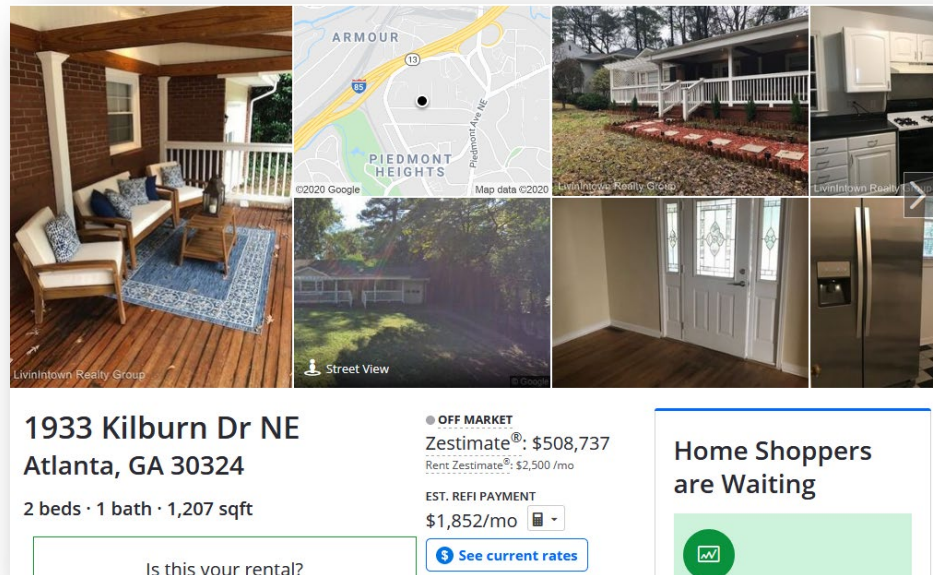 ARMOUR
13
85
Piedmont Ave NE
PIEDMONT
HEIGHTS
©2020 Google
Map data ©2020
LivinIntown Realty Group
LivinIntown Realty Group
LivinIntown Realty Group
Street View
© Google
1933 Kilburn Dr NE
Atlanta, GA 30324
2 beds · 1 bath · 1,207 sqft
Is this your rental?
OFF MARKET
Zestimate®: $508,737
Rent Zestimate®: $2,500 /mo
EST. REFI PAYMENT
$1,852/mo
$ See current rates
Home Shoppers
are Waiting